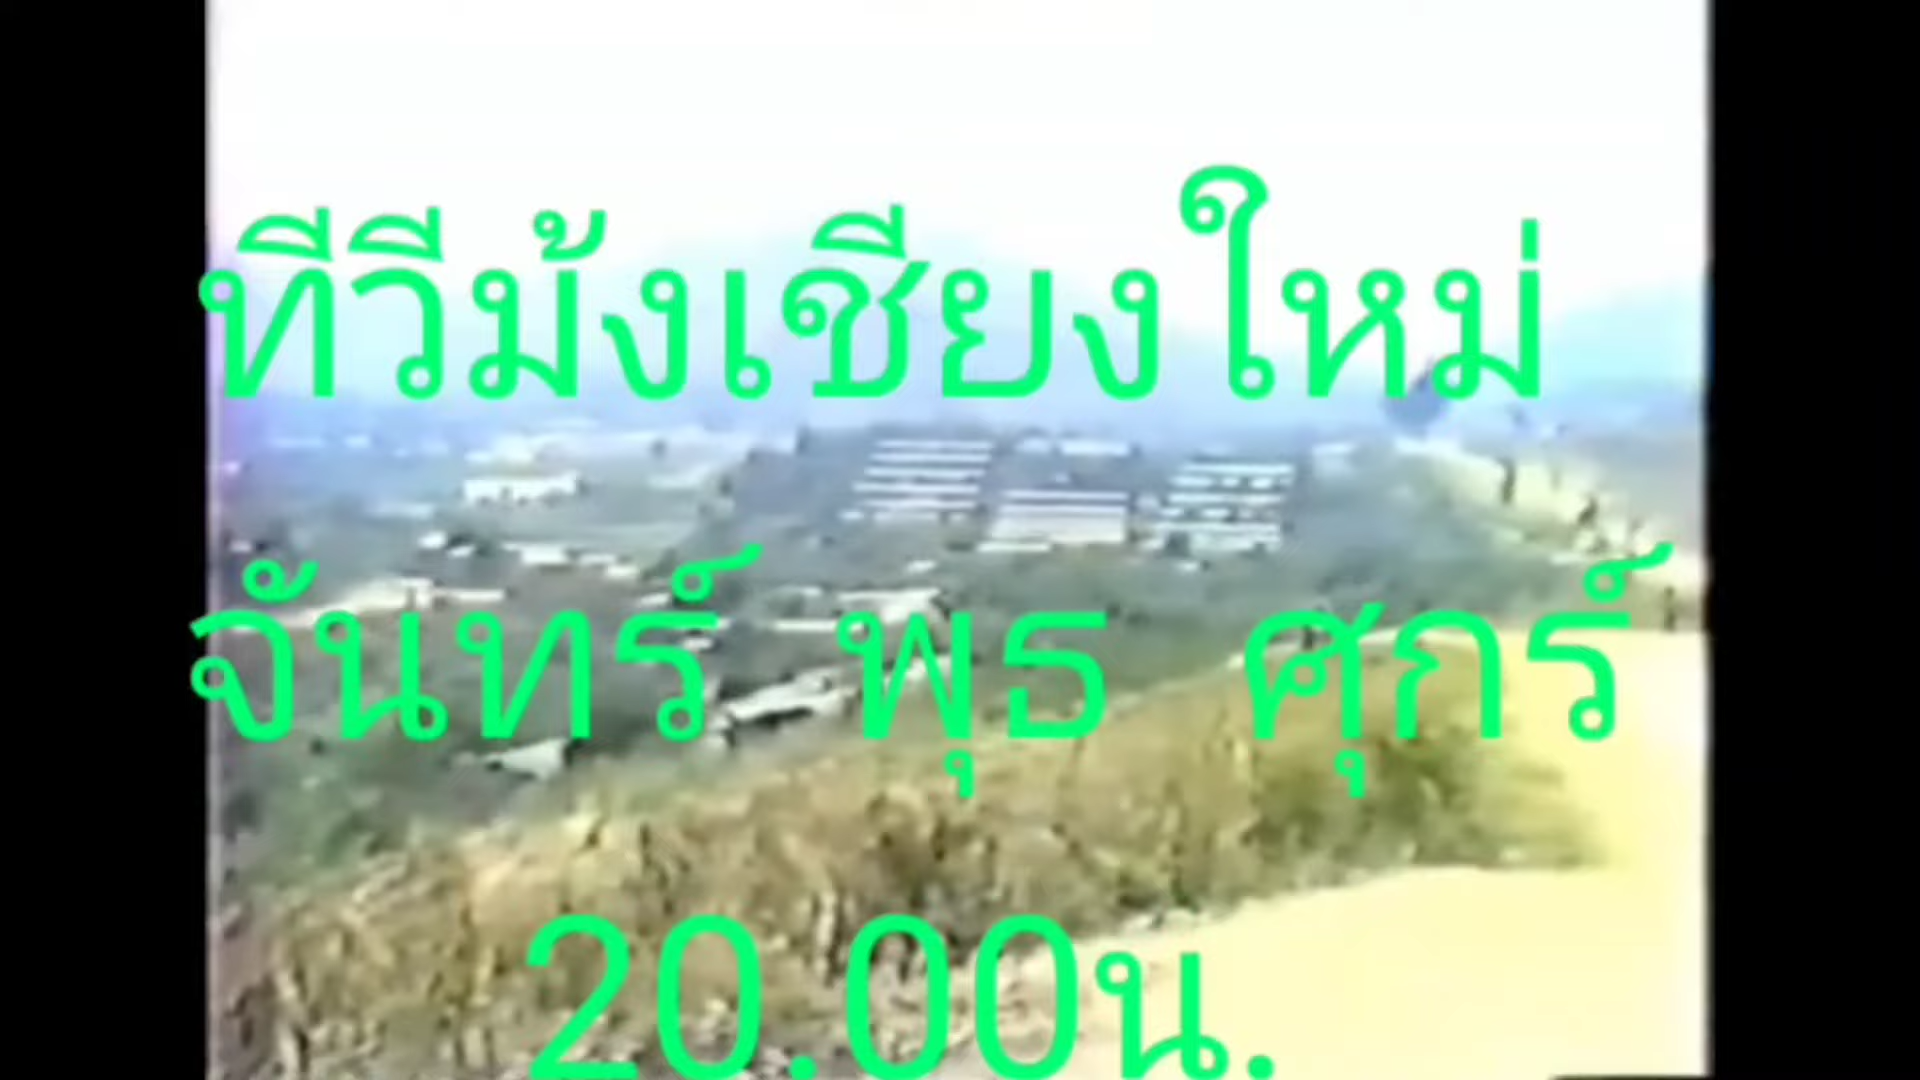 ทีวีม้งเชียงใหม่
จันทร์ พุธ ศุกร์
20.00น.